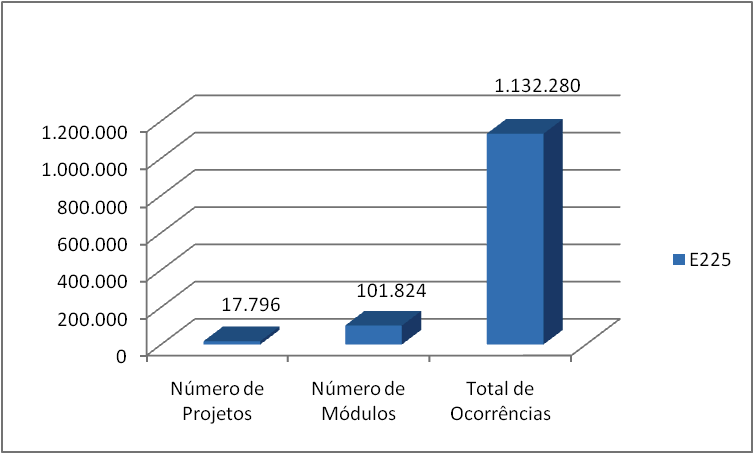 1.132.280
1.200.000
1.000.000
800.000
600.000
400.000
200.000
0
17.796
101.824
E225
Número de
Projetos
Número de
Módulos
Total de
Ocorrências